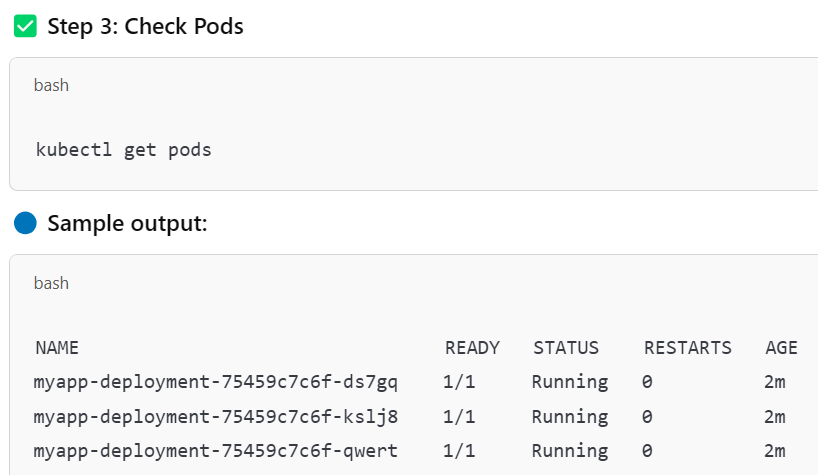 ✅ Step 3: Check Pods
bash
kubectl get pods
🔵 Sample output:
bash
NAME READY STATUS RESTARTS AGE
myapp-deployment-75459c7c6f-ds7gq 1/1 Running 0 2m
myapp-deployment-75459c7c6f-kslj8 1/1 Running 0 2m
myapp-deployment-75459c7c6f-qwert 1/1 Running 0 2m